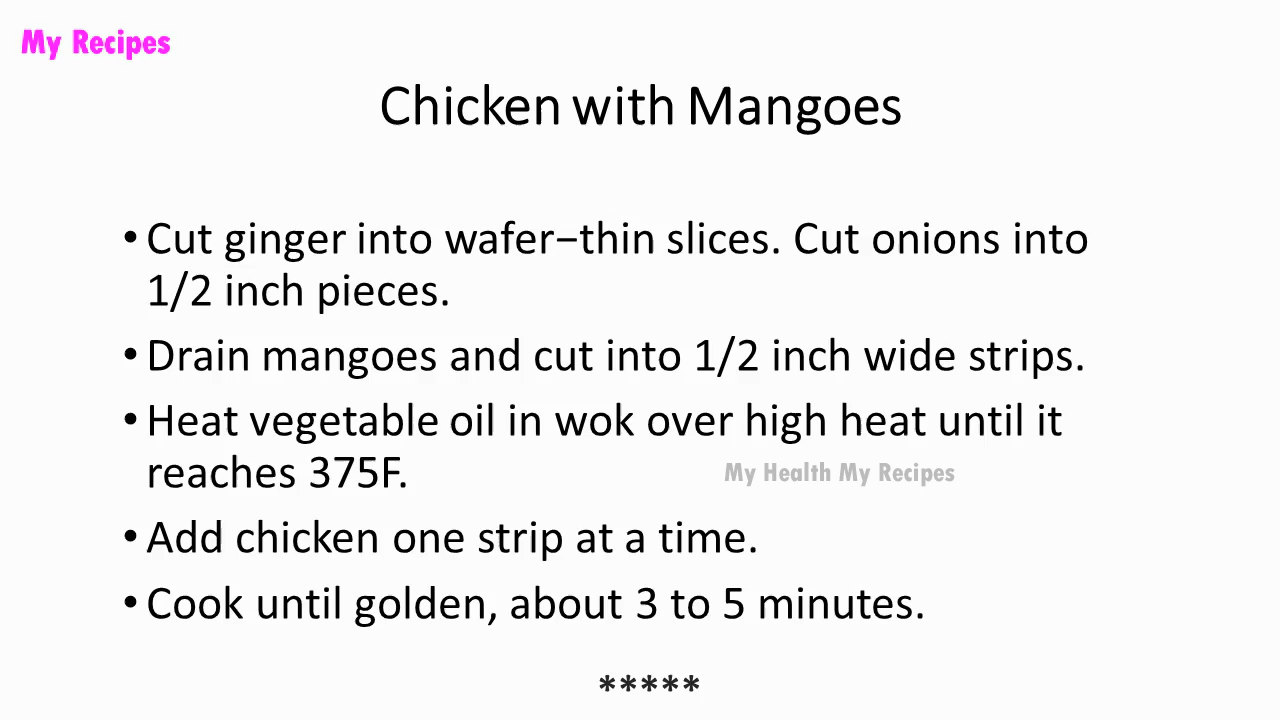 My Recipes
Chicken with Mangoes
• Cut ginger into wafer−thin slices. Cut onions into
1/2 inch pieces.
• Drain mangoes and cut into 1/2 inch wide strips.
• Heat vegetable oil in wok over high heat until it
reaches 375F.
My Health My Recipes
• Add chicken one strip at a time.
• Cook until golden, about 3 to 5 minutes.
*****